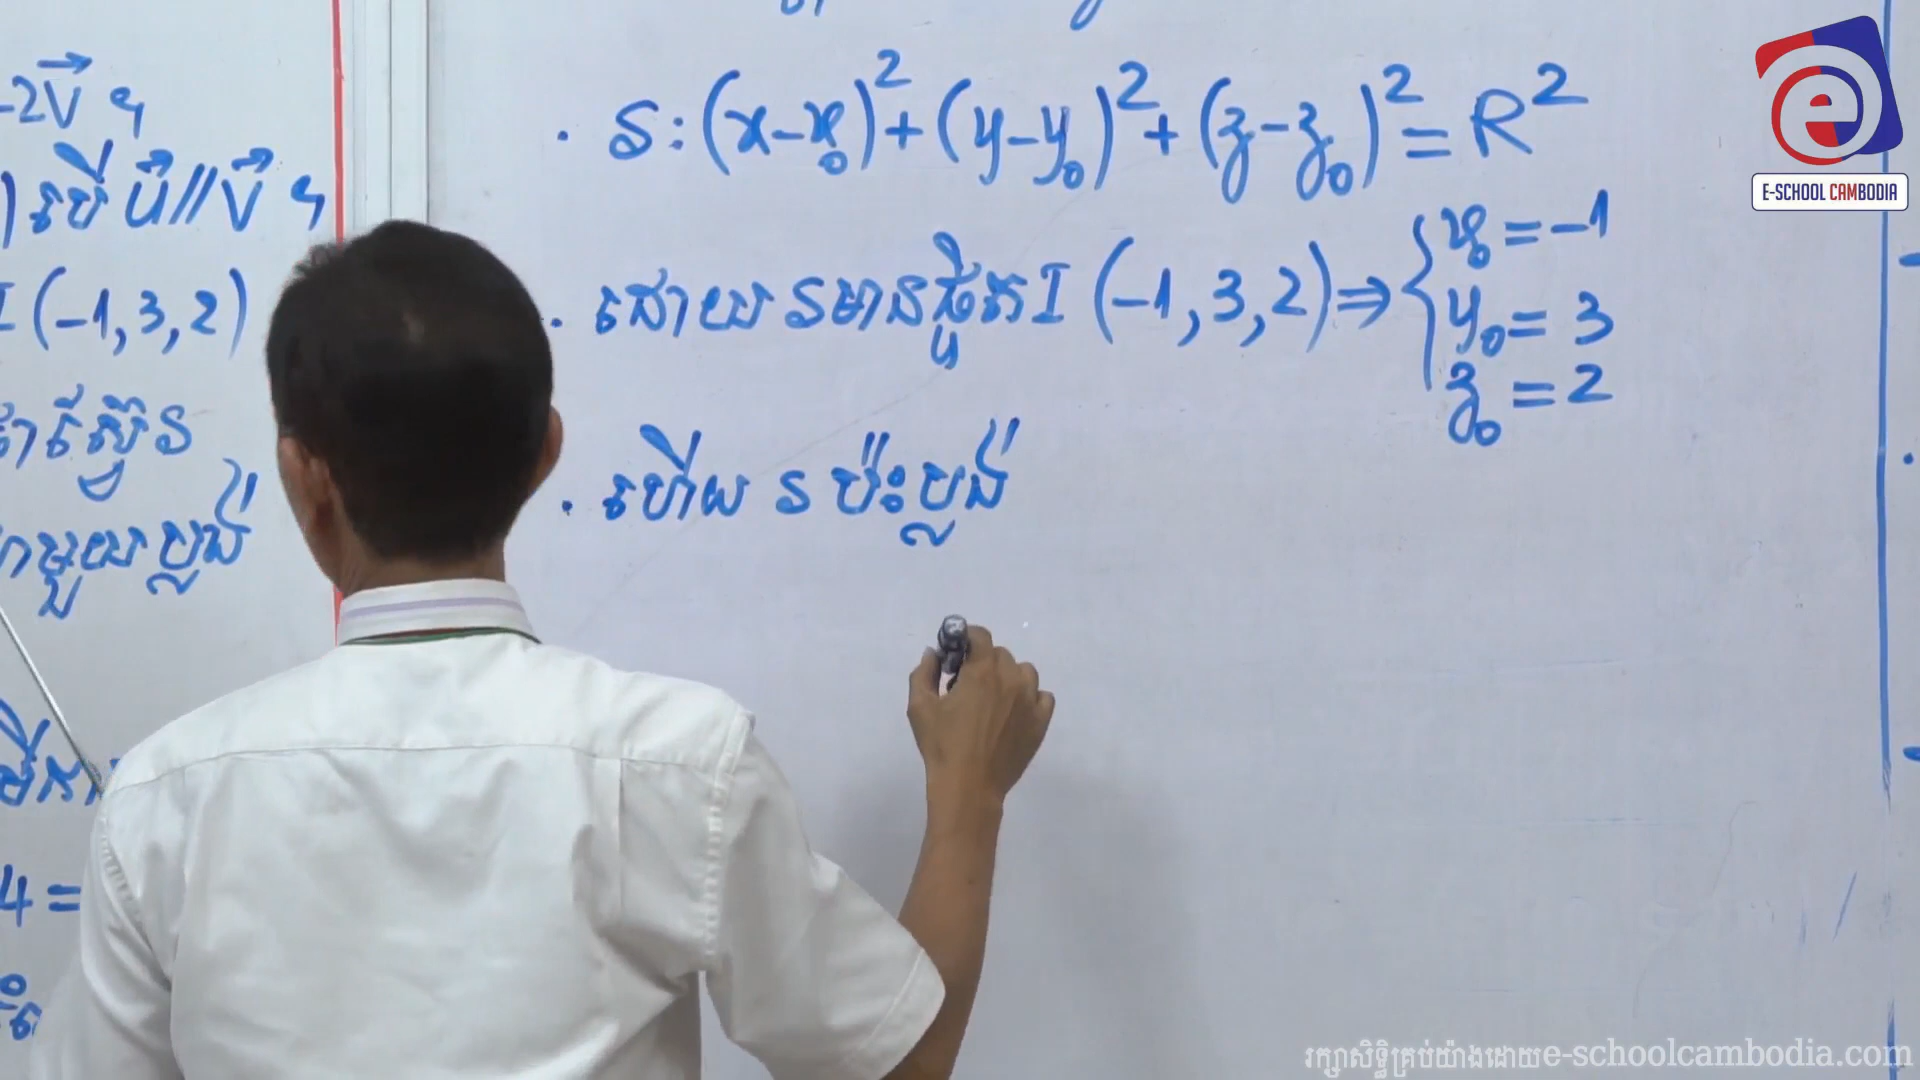 -2v⃗ ។
) បើ u⃗ // v⃗ ។
I (-1, 3, 2)
4 =
· S : (x - x₀)² + (y - y₀)² + (z - z₀)² = R²
· ដោយ S មានផ្ចិត I (-1, 3, 2) ⇒ { x₀ = -1
y₀ = 3
z₀ = 2
· ហើយ S ប៉ះប្លង់
E-SCHOOL CAMBODIA
រក្សាសិទ្ធិគ្រប់យ៉ាងដោយe-schoolcambodia.com